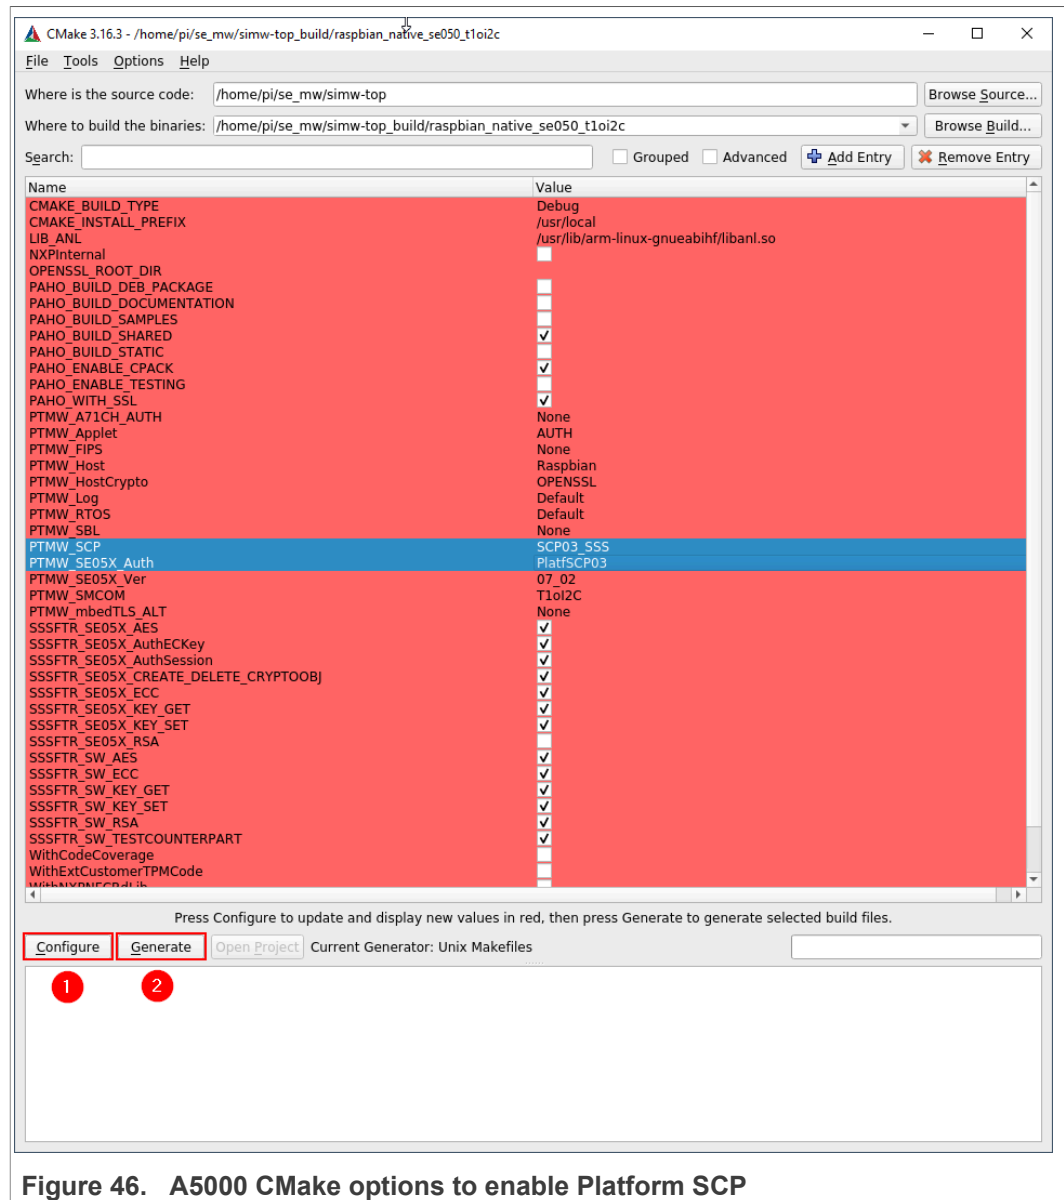 CMake 3.16.3 - /home/pi/se_mw/simw-top_build/raspbian_native_se050_t1oi2c
File Tools Options Help
Where is the source code: /home/pi/se_mw/simw-top Browse Source...
Where to build the binaries: /home/pi/se_mw/simw-top_build/raspbian_native_se050_t1oi2c Browse Build...
Search: Grouped Advanced Add Entry Remove Entry
Name Value
CMAKE_BUILD_TYPE Debug
CMAKE_INSTALL_PREFIX /usr/local
LIB_ANL /usr/lib/arm-linux-gnueabihf/libanl.so
NXPInternal
OPENSSL_ROOT_DIR
PAHO_BUILD_DEB_PACKAGE
PAHO_BUILD_DOCUMENTATION
PAHO_BUILD_SAMPLES
PAHO_BUILD_SHARED
PAHO_BUILD_STATIC
PAHO_ENABLE_CPACK
PAHO_ENABLE_TESTING
PAHO_WITH_SSL
PTMW_A71CH_AUTH None
PTMW_Applet AUTH
PTMW_FIPS None
PTMW_Host Raspbian
PTMW_HostCrypto OPENSSL
PTMW_Log Default
PTMW_RTOS Default
PTMW_SBL None
PTMW_SCP SCP03_SSS
PTMW_SE05X_Auth PlatfSCP03
PTMW_SE05X_Ver 07_02
PTMW_SMCOM T1oI2C
PTMW_mbedTLS_ALT None
SSSFTR_SE05X_AES
SSSFTR_SE05X_AuthECKey
SSSFTR_SE05X_AuthSession
SSSFTR_SE05X_CREATE_DELETE_CRYPTOOBJ
SSSFTR_SE05X_ECC
SSSFTR_SE05X_KEY_GET
SSSFTR_SE05X_KEY_SET
SSSFTR_SE05X_RSA
SSSFTR_SW_AES
SSSFTR_SW_ECC
SSSFTR_SW_KEY_GET
SSSFTR_SW_KEY_SET
SSSFTR_SW_RSA
SSSFTR_SW_TESTCOUNTERPART
WithCodeCoverage
WithExtCustomerTPMCode
Press Configure to update and display new values in red, then press Generate to generate selected build files.
Configure Generate Open Project Current Generator: Unix Makefiles
1 2
Figure 46. A5000 CMake options to enable Platform SCP